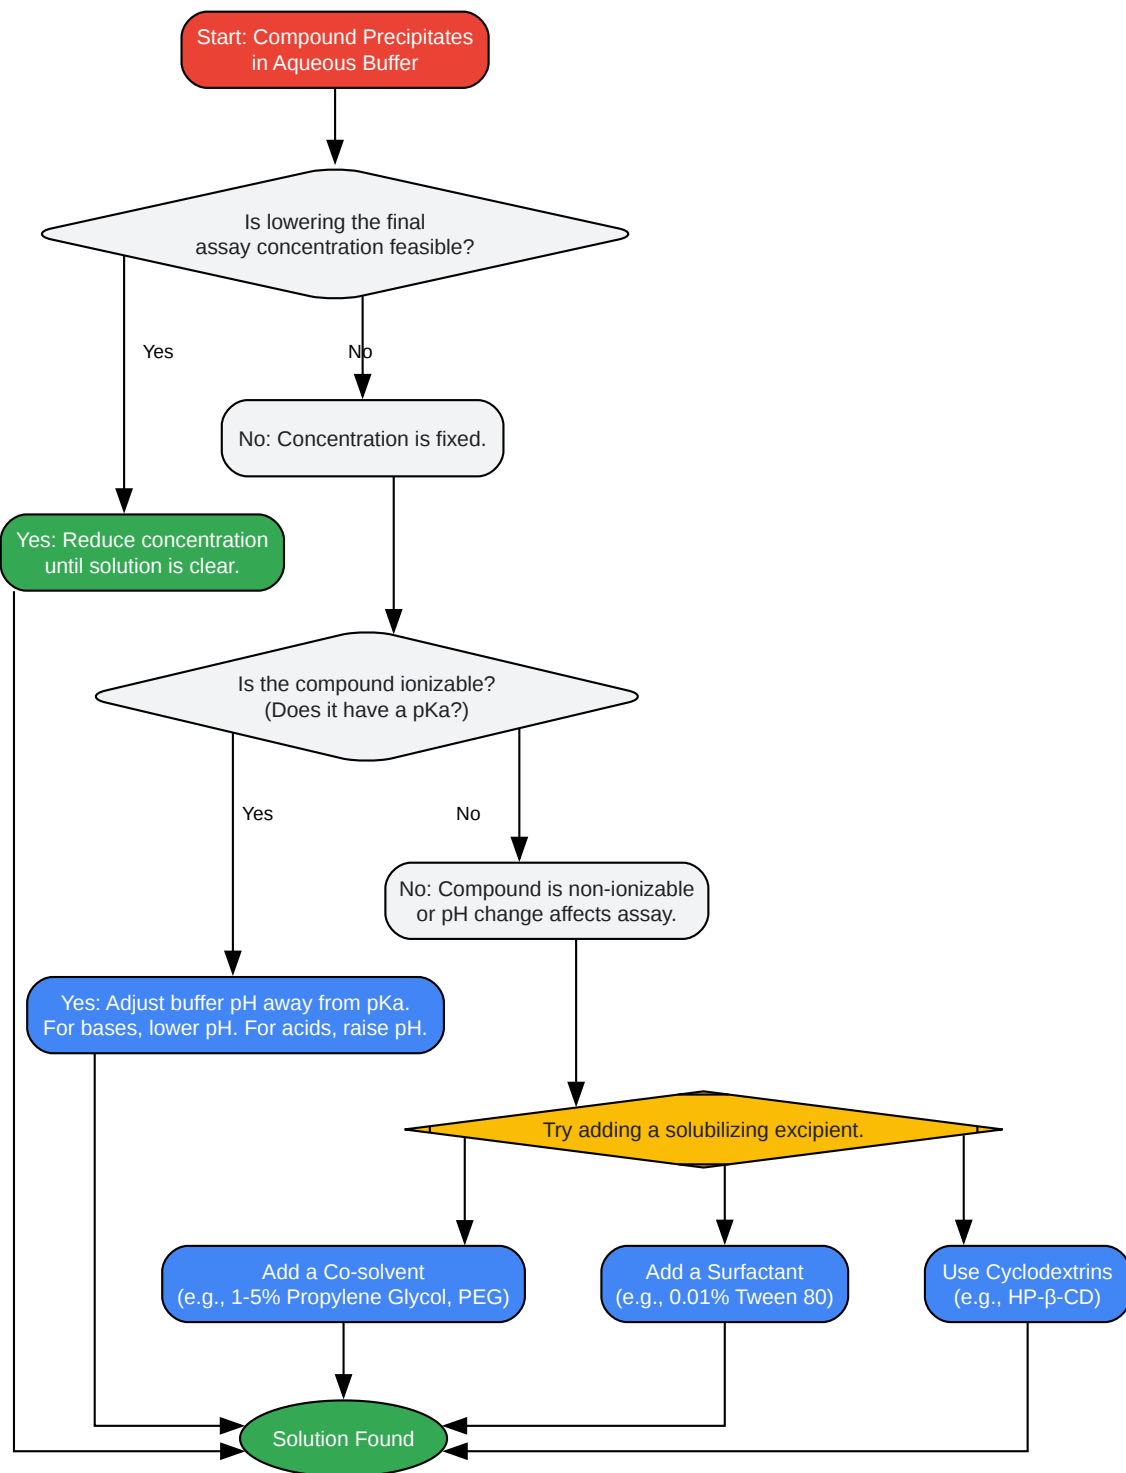 Start: Compound Precipitates
in Aqueous Buffer
Is lowering the final
assay concentration feasible?
Yes
No
No: Concentration is fixed.
Yes: Reduce concentration
until solution is clear.
Is the compound ionizable?
(Does it have a pKa?)
Yes
No
No: Compound is non-ionizable
or pH change affects assay.
Yes: Adjust buffer pH away from pKa.
For bases, lower pH. For acids, raise pH.
Try adding a solubilizing excipient.
Add a Co-solvent
(e.g., 1-5% Propylene Glycol, PEG)
Add a Surfactant
(e.g., 0.01% Tween 80)
Use Cyclodextrins
(e.g., HP-β-CD)
Solution Found